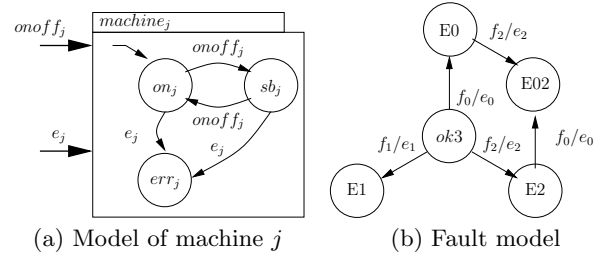 machine_j
onoff_j
onoff_j
on_j
sb_j
onoff_j
e_j
e_j
e_j
err_j
(a) Model of machine j
E0
f_2/e_2
E02
f_0/e_0
f_0/e_0
ok3
f_1/e_1
f_2/e_2
E1
E2
(b) Fault model